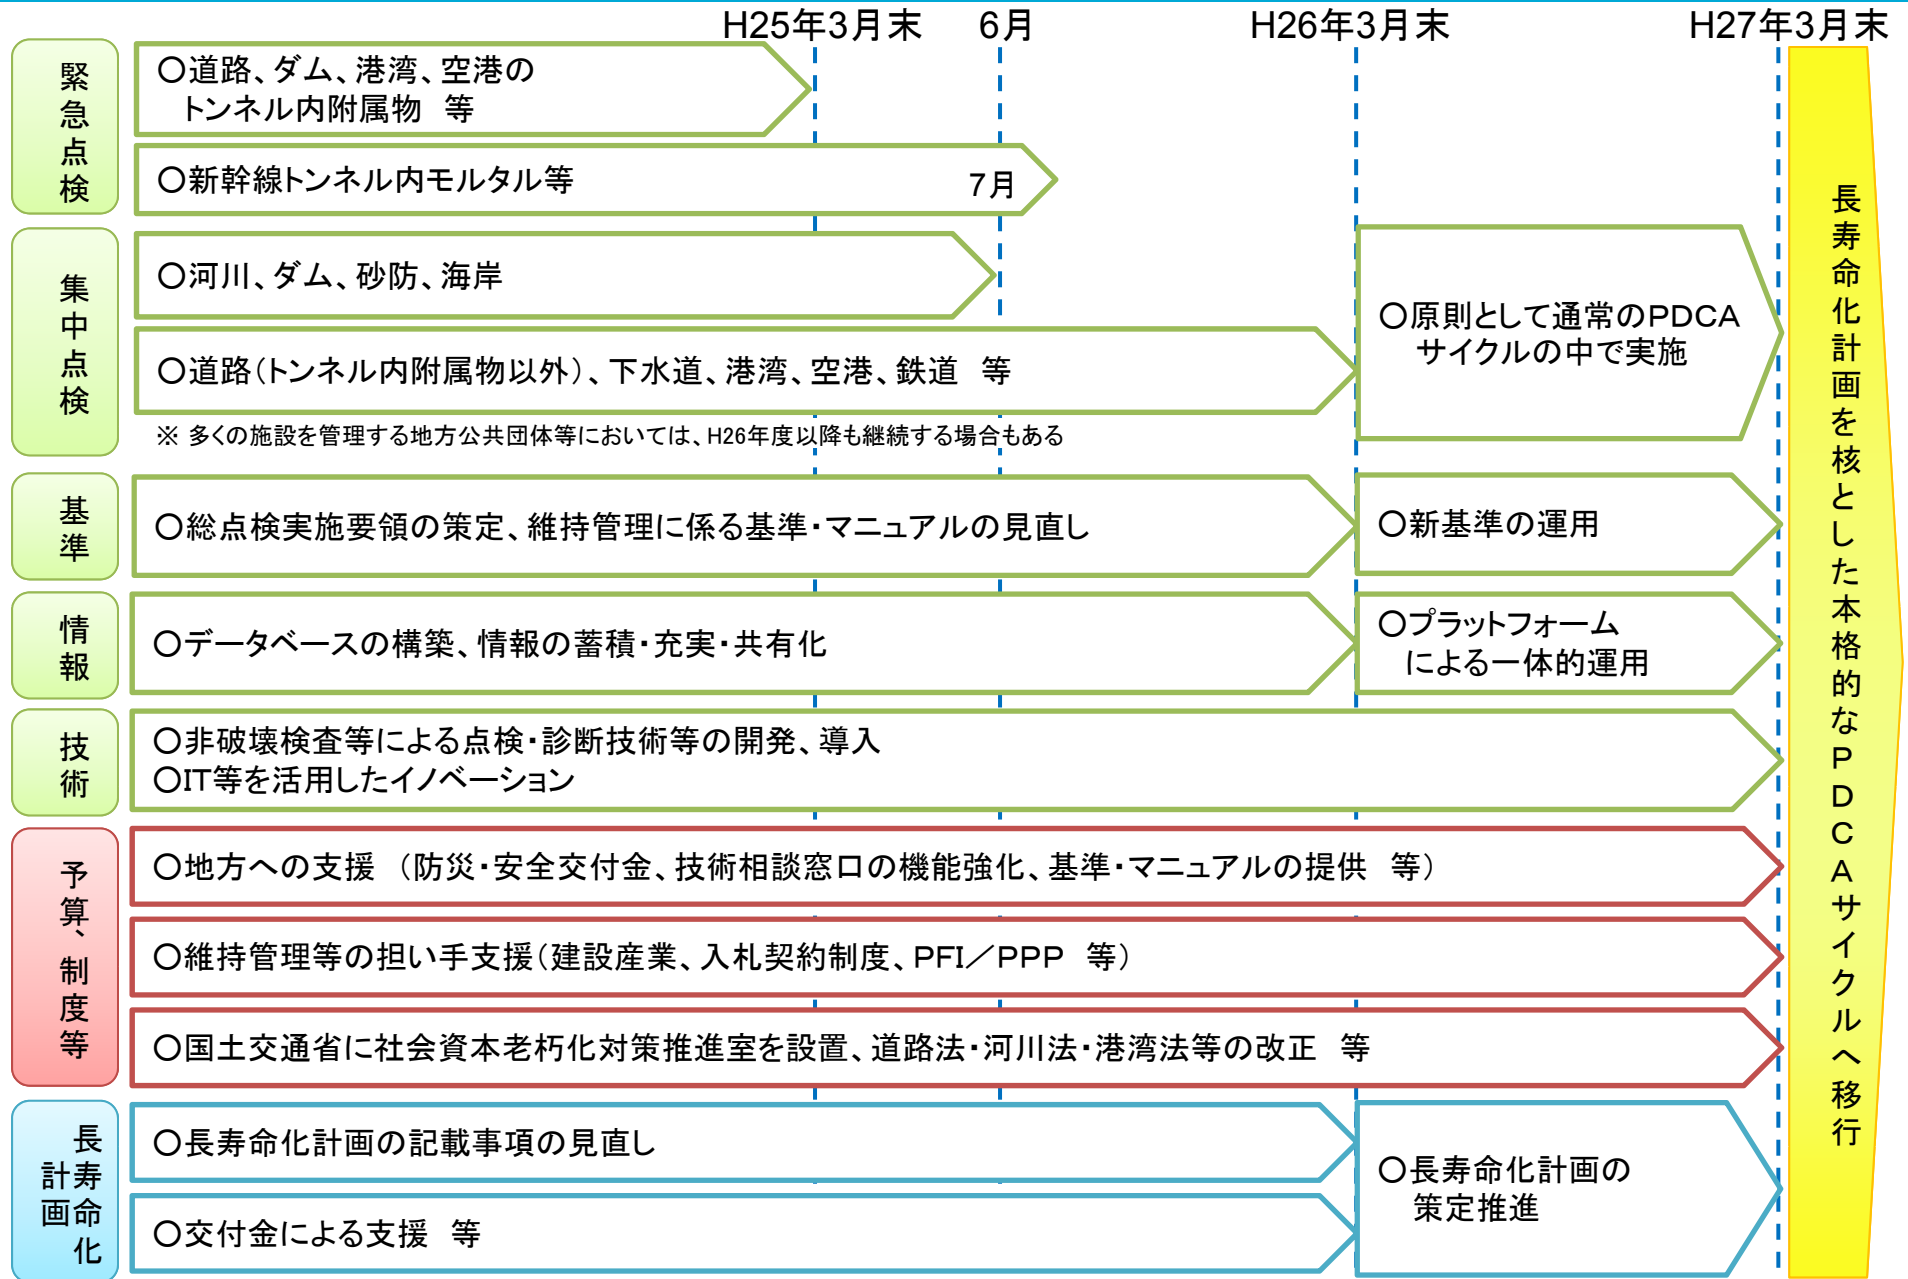 H25年3月末　6月　H26年3月末　H27年3月末
緊急点検
○道路、ダム、港湾、空港の
トンネル内附属物　等
○新幹線トンネル内モルタル等　7月
集中点検
○河川、ダム、砂防、海岸
○道路（トンネル内附属物以外）、下水道、港湾、空港、鉄道　等
※ 多くの施設を管理する地方公共団体等においては、H26年度以降も継続する場合もある
○原則として通常のPDCA
サイクルの中で実施
基準
○総点検実施要領の策定、維持管理に係る基準・マニュアルの見直し
○新基準の運用
情報
○データベースの構築、情報の蓄積・充実・共有化
○プラットフォーム
による一体的運用
技術
○非破壊検査等による点検・診断技術等の開発、導入
○IT等を活用したイノベーション
予算、制度等
○地方への支援　（防災・安全交付金、技術相談窓口の機能強化、基準・マニュアルの提供　等）
○維持管理等の担い手支援（建設産業、入札契約制度、PFI／PPP　等）
○国土交通省に社会資本老朽化対策推進室を設置、道路法・河川法・港湾法等の改正　等
長寿命化
計画
○長寿命化計画の記載事項の見直し
○交付金による支援　等
○長寿命化計画の
策定推進
長寿命化計画を核とした本格的なPDCAサイクルへ移行